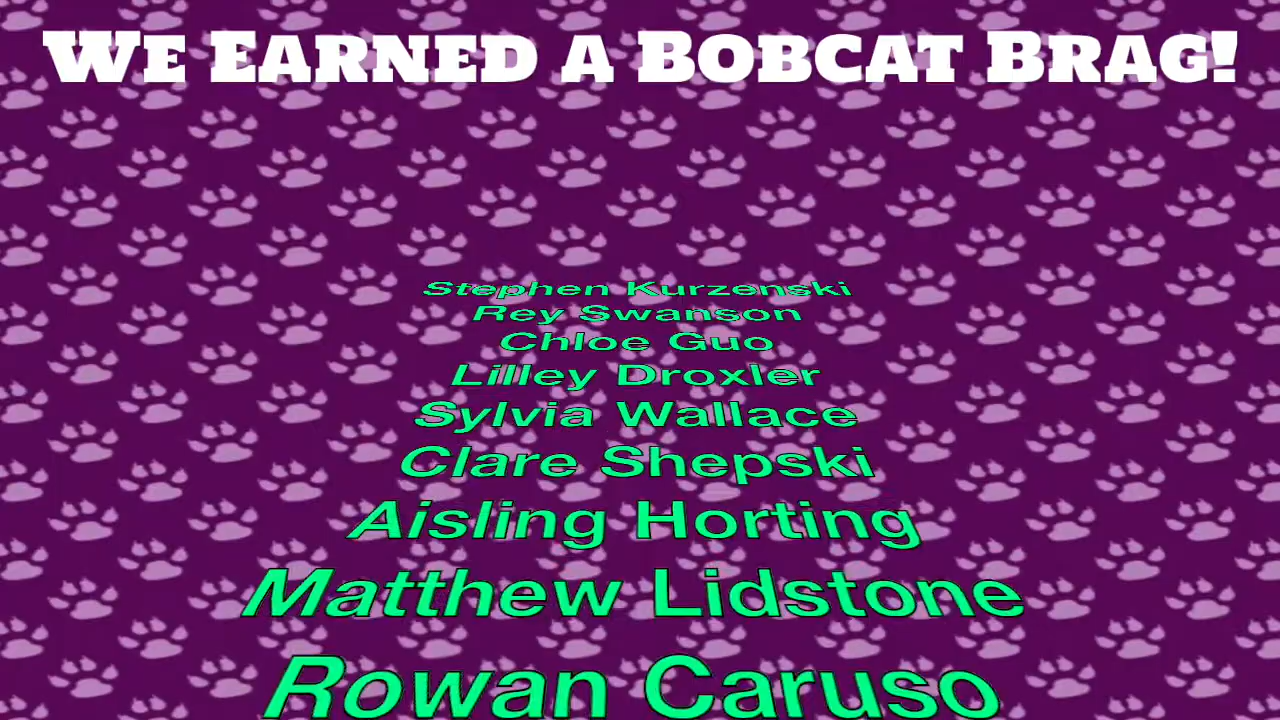 We Earned a Bobcat Brag!
Stephen Kurzenski
Rey Swanson
Chloe Guo
Lilley Droxler
Sylvia Wallace
Clare Shepski
Aisling Horting
Matthew Lidstone
Rowan Caruso